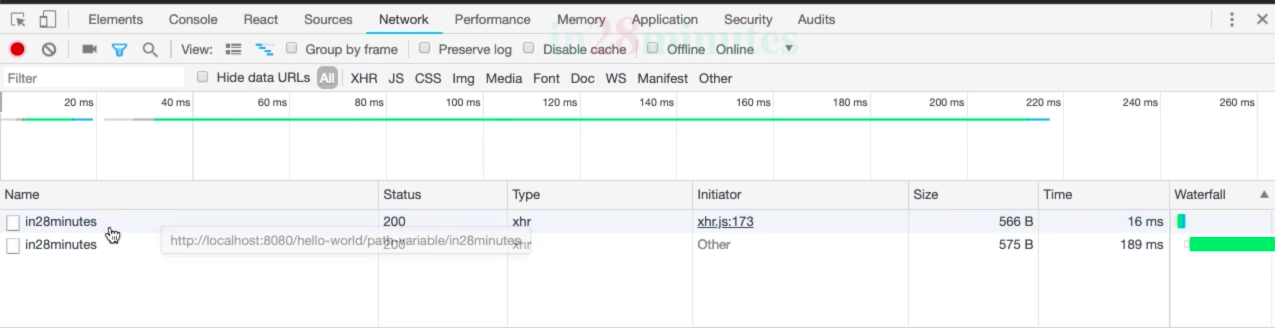 Elements Console React Sources Network Performance Memory Application Security Audits
in28minutes
View: Group by frame Preserve log Disable cache Offline Online
Filter Hide data URLs All XHR JS CSS Img Media Font Doc WS Manifest Other
20 ms 40 ms 60 ms 80 ms 100 ms 120 ms 140 ms 160 ms 180 ms 200 ms 220 ms 240 ms 260 ms
Name Status Type Initiator Size Time Waterfall
in28minutes 200 xhr xhr.js:173 566 B 16 ms
http://localhost:8080/hello-world/path-variable/in28minutes
in28minutes 200 xhr Other 575 B 189 ms